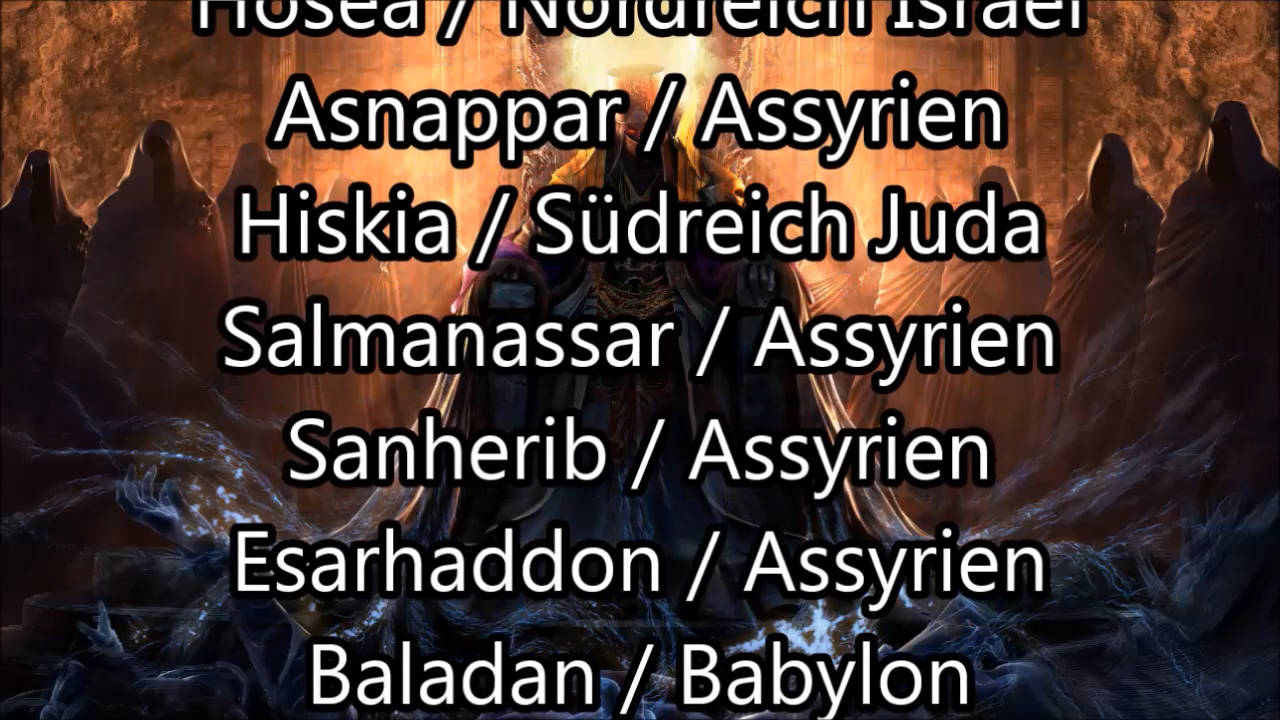 Hosea / Nordreich Israel
Asnappar / Assyrien
Hiskia / Südreich Juda
Salmanassar / Assyrien
Sanherib / Assyrien
Esarhaddon / Assyrien
Baladan / Babylon